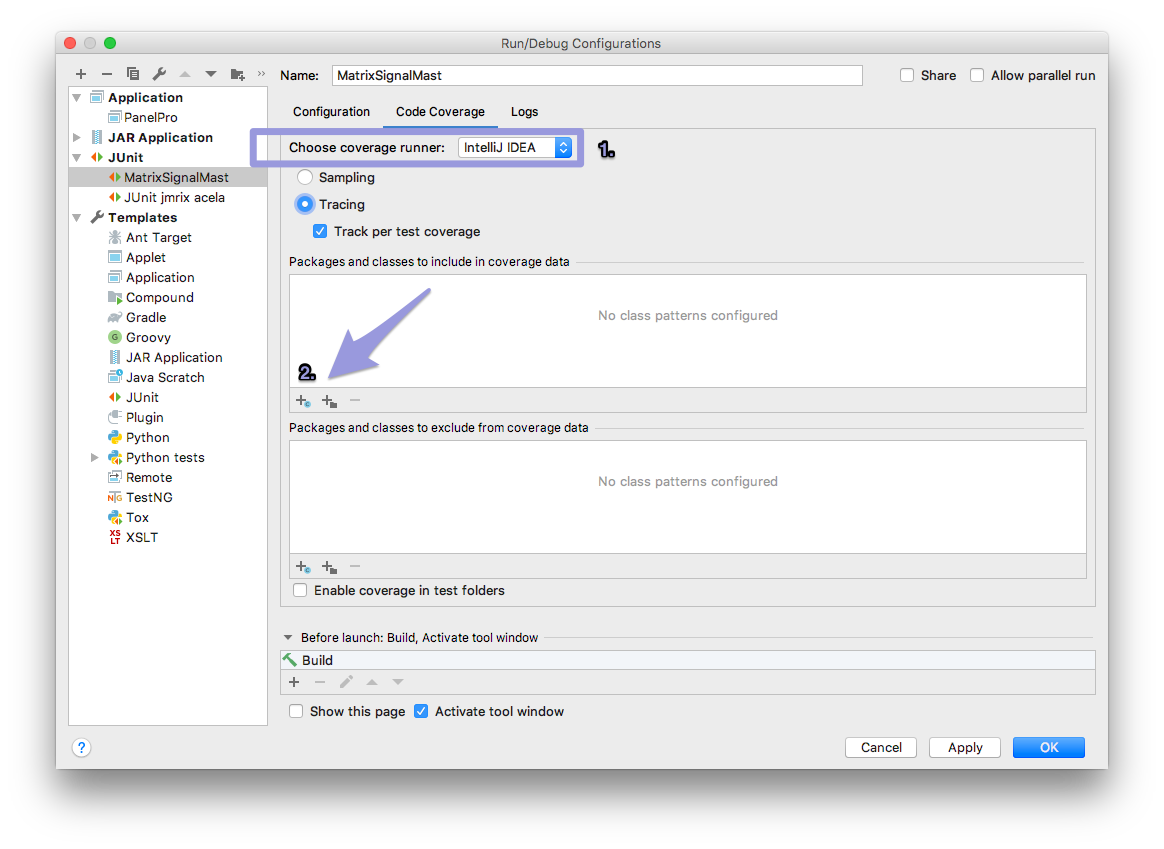 Run/Debug Configurations
Name: MatrixSignalMast
Share
Allow parallel run
Application
PanelPro
JAR Application
JUnit
MatrixSignalMast
JUnit jmrix acela
Templates
Ant Target
Applet
Application
Compound
Gradle
G Groovy
JAR Application
Java Scratch
JUnit
Plugin
Python
Python tests
Remote
NG TestNG
Tox
XS LT XSLT
Configuration Code Coverage Logs
Choose coverage runner: IntelliJ IDEA 1.
Sampling
Tracing
Track per test coverage
Packages and classes to include in coverage data
No class patterns configured
2.
Packages and classes to exclude from coverage data
No class patterns configured
Enable coverage in test folders
Before launch: Build, Activate tool window
Build
Show this page Activate tool window
? Cancel Apply OK